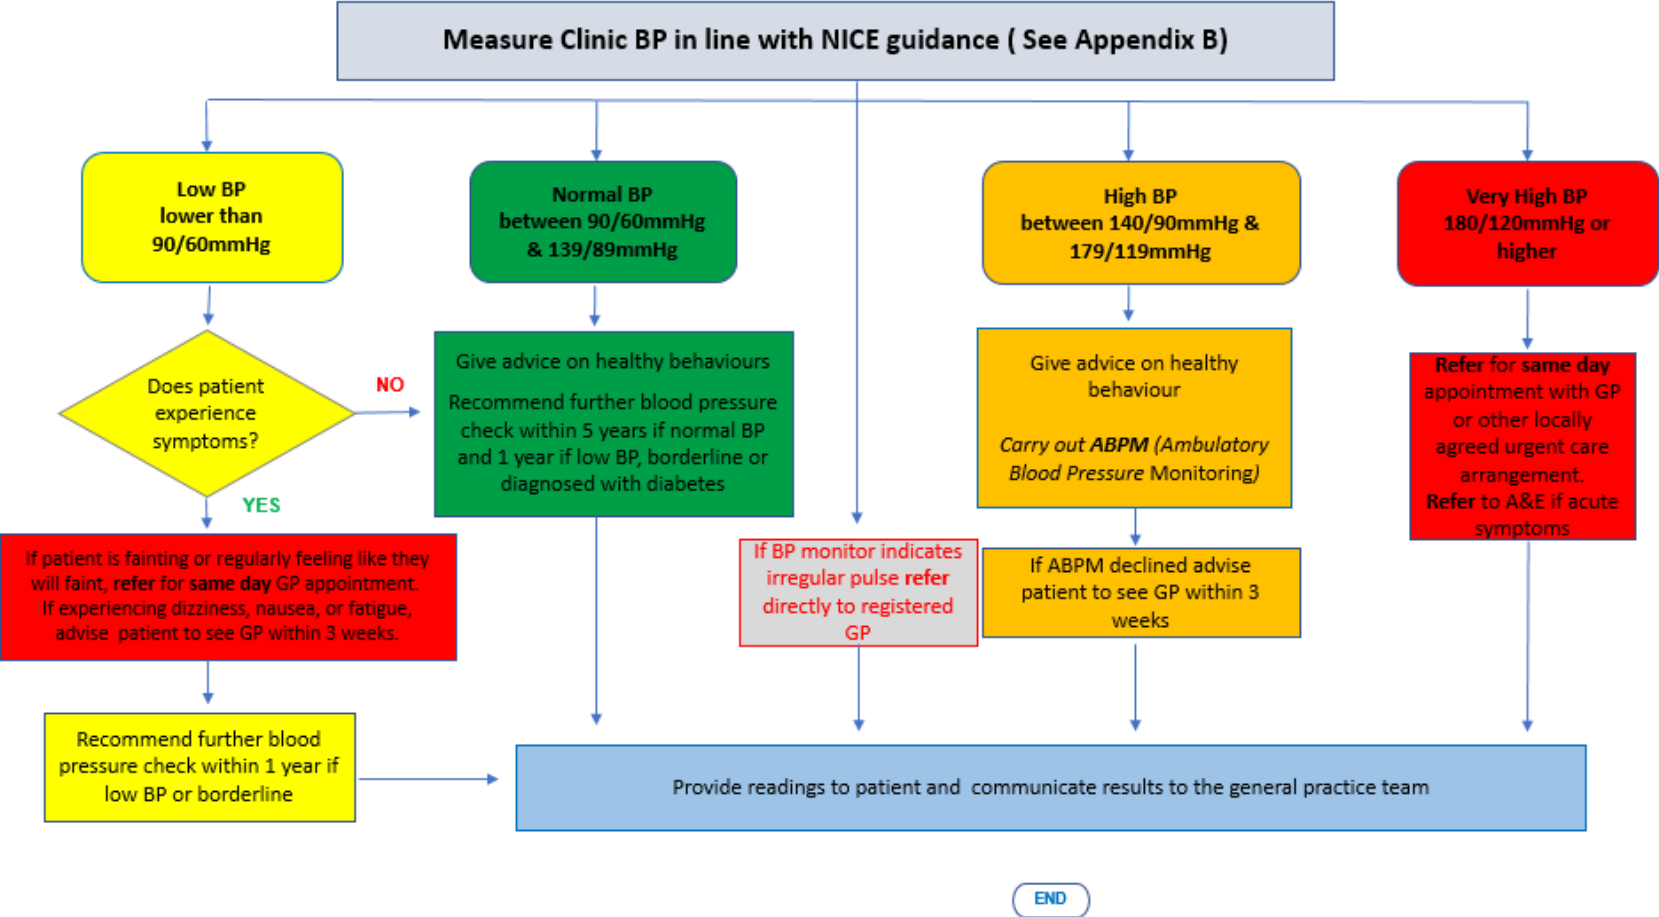 Measure Clinic BP in line with NICE guidance ( See Appendix B)
Low BP
lower than
90/60mmHg
Normal BP
between 90/60mmHg
& 139/89mmHg
High BP
between 140/90mmHg &
179/119mmHg
Very High BP
180/120mmHg or
higher
Does patient
experience
symptoms?
NO
YES
Give advice on healthy behaviours
Recommend further blood pressure
check within 5 years if normal BP
and 1 year if low BP, borderline or
diagnosed with diabetes
Give advice on healthy
behaviour
Carry out ABPM (Ambulatory
Blood Pressure Monitoring)
Refer for same day
appointment with GP
or other locally
agreed urgent care
arrangement.
Refer to A&E if acute
symptoms
If patient is fainting or regularly feeling like they
will faint, refer for same day GP appointment.
If experiencing dizziness, nausea, or fatigue,
advise  patient to see GP within 3 weeks.
If BP monitor indicates
irregular pulse refer
directly to registered
GP
If ABPM declined advise
patient to see GP within 3
weeks
Recommend further blood
pressure check within 1 year if
low BP or borderline
Provide readings to patient and  communicate results to the general practice team
END